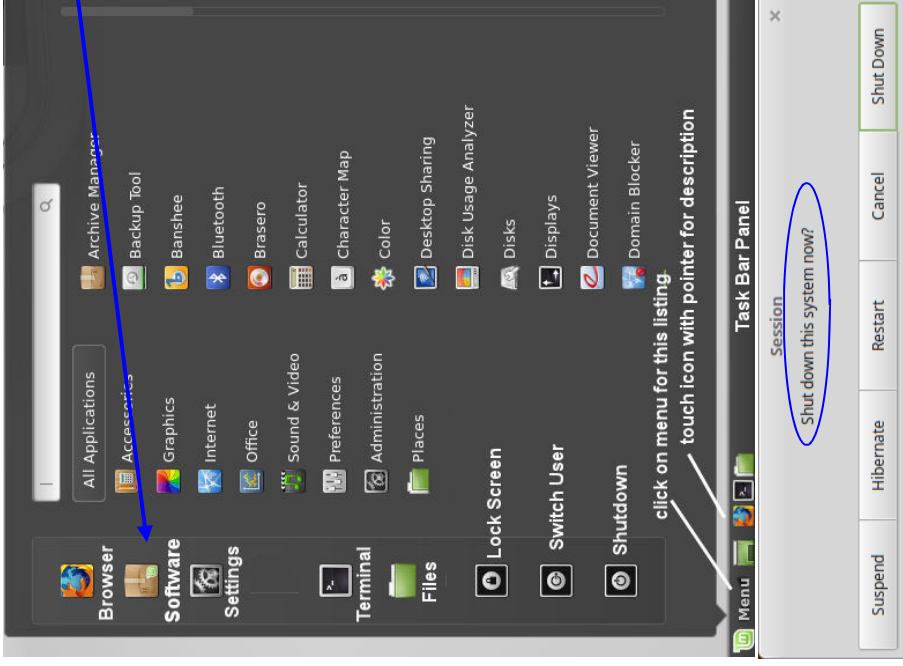 All Applications
Accessories
Graphics
Internet
Office
Sound & Video
Preferences
Administration
Places
Archive Manager
Backup Tool
Banshee
Bluetooth
Brasero
Calculator
Character Map
Color
Desktop Sharing
Disk Usage Analyzer
Disks
Displays
Document Viewer
Domain Blocker
Browser
Software
Settings
Terminal
Files
Lock Screen
Switch User
Shutdown
click on menu for this listing
touch icon with pointer for description
Menu
Task Bar Panel
Session
Shut down this system now?
Suspend
Hibernate
Restart
Cancel
Shut Down